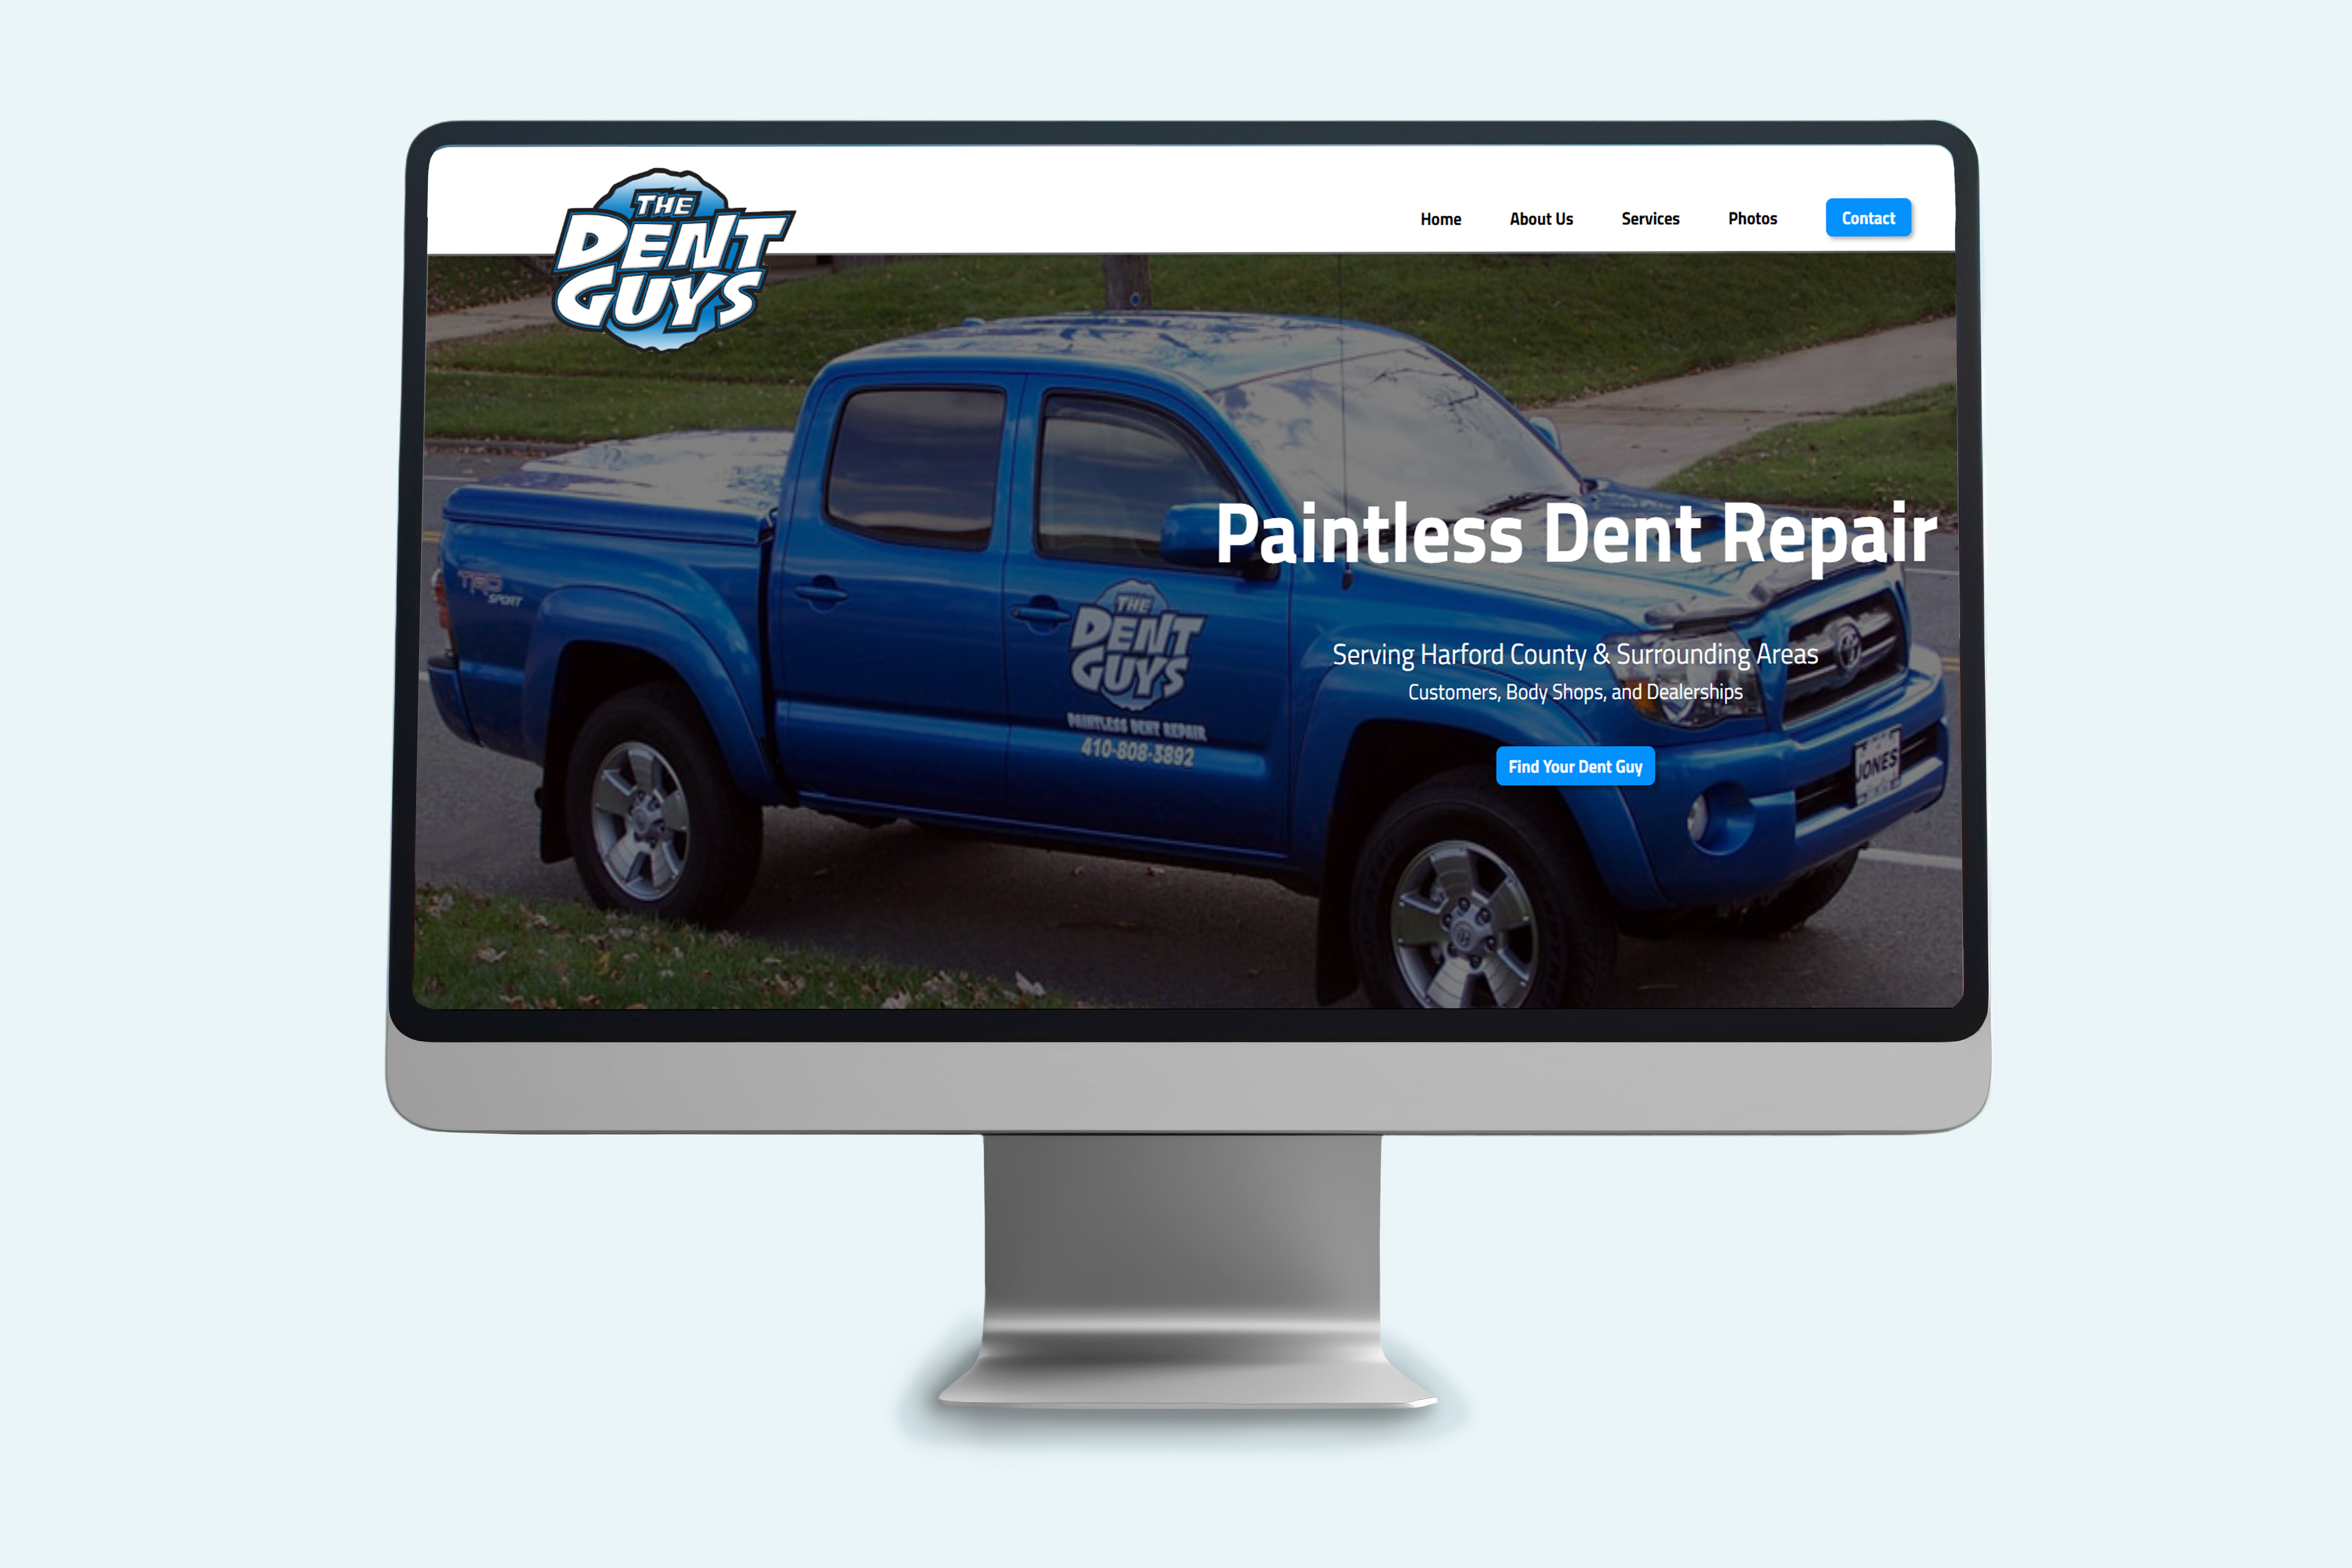 THE
DENT
GUYS
Home About Us Services Photos Contact
Paintless Dent Repair
Serving Harford County & Surrounding Areas
Customers, Body Shops, and Dealerships
Find Your Dent Guy
TRD
SPORT
THE
DENT
GUYS
PAINTLESS DENT REPAIR
410-808-3892
JONES